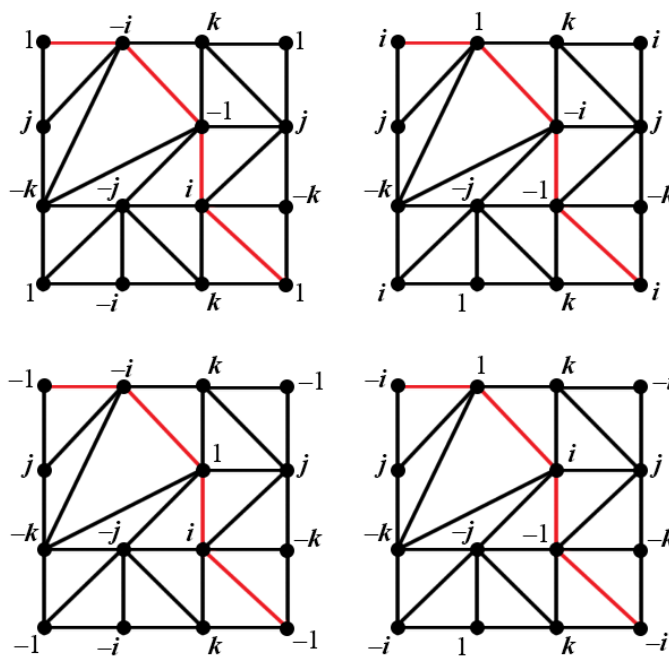 1 –i k 1 i 1 k i
–1 –i
j j j j
–k –j i –k –k –j –1 –k
1 –i k 1 i 1 k i
–1 –i k –1 –i 1 k –i
1 i
j j j j
–k –j i –k –k –j –1 –k
–1 –i k –1 –i 1 k –i